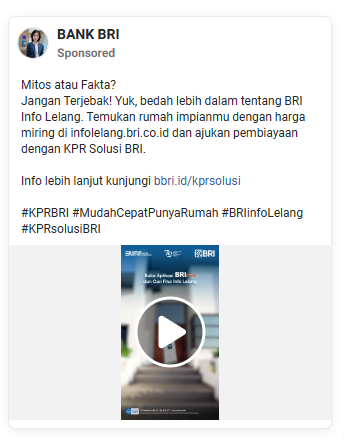 BANK BRI
Sponsored
Mitos atau Fakta?
Jangan Terjebak! Yuk, bedah lebih dalam tentang BRI
Info Lelang. Temukan rumah impianmu dengan harga
miring di infolelang.bri.co.id dan ajukan pembiayaan
dengan KPR Solusi BRI.
Info lebih lanjut kunjungi bbri.id/kprsolusi
#KPRBRI #MudahCepatPunyaRumah #BRIinfoLelang
#KPRsolusiBRI
BUMN
BRI
Buka Aplikasi BRInfo
dan Cari Fitur Info Lelang